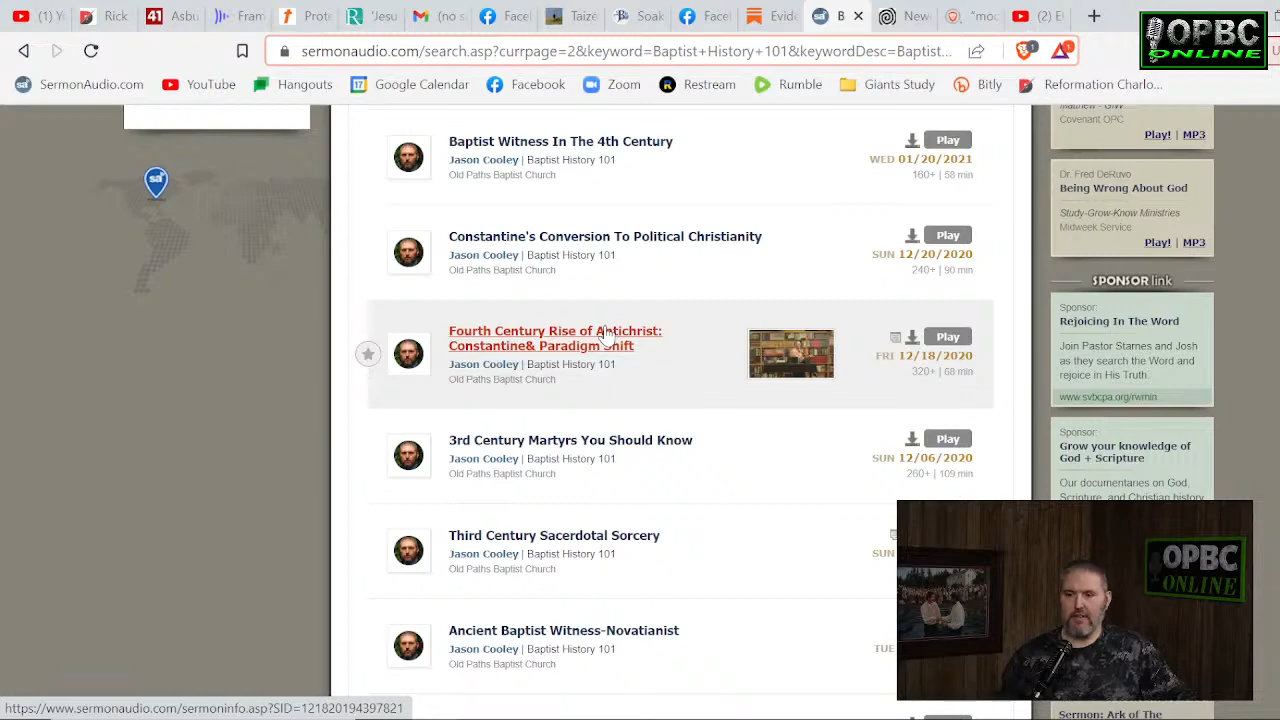 Y
Rick
41
Asbu
Fram
Prote
'Jesu
(no s
Facel
Taize
Soak
Facel
Evide
B
New
"moc
(2) E
OPBC
ONLINE
sermonaudio.com/search.asp?currpage=2&keyword=Baptist+History+101&keywordDesc=Baptist...
1
1
SermonAudio.com
YouTube
Hangout
Google Calendar
Facebook
Zoom
Restream
Rumble
Giants Study
Bitly
Reformation Charlo...
sa
Baptist Witness In The 4th Century
Jason Cooley | Baptist History 101
Old Paths Baptist Church
Play
WED 01/20/2021
160+ | 58 min
Constantine's Conversion To Political Christianity
Jason Cooley | Baptist History 101
Old Paths Baptist Church
Play
SUN 12/20/2020
240+ | 90 min
Fourth Century Rise of Antichrist:
Constantine& Paradigm Shift
Jason Cooley | Baptist History 101
Old Paths Baptist Church
Play
FRI 12/18/2020
320+ | 68 min
3rd Century Martyrs You Should Know
Jason Cooley | Baptist History 101
Old Paths Baptist Church
Play
SUN 12/06/2020
260+ | 109 min
Third Century Sacerdotal Sorcery
Jason Cooley | Baptist History 101
Old Paths Baptist Church
SUN
Ancient Baptist Witness-Novatianist
Jason Cooley | Baptist History 101
Old Paths Baptist Church
TUE
Covenant OPC
Play! | MP3
Dr. Fred DeRuvo
Being Wrong About God
Study-Grow-Know Ministries
Midweek Service
Play! | MP3
SPONSOR link
Sponsor:
Rejoicing In The Word
Join Pastor Starnes and Josh
as they search the Word and
rejoice in His Truth.
www.svbcpa.org/rwmin
Sponsor:
Grow your knowledge of
God + Scripture
Our documentaries on God,
Scripture, and Christian history
OPBC
ONLINE
Sermon: Ark of The
https://www.sermonaudio.com/sermoninfo.asp?SID=121820194397821